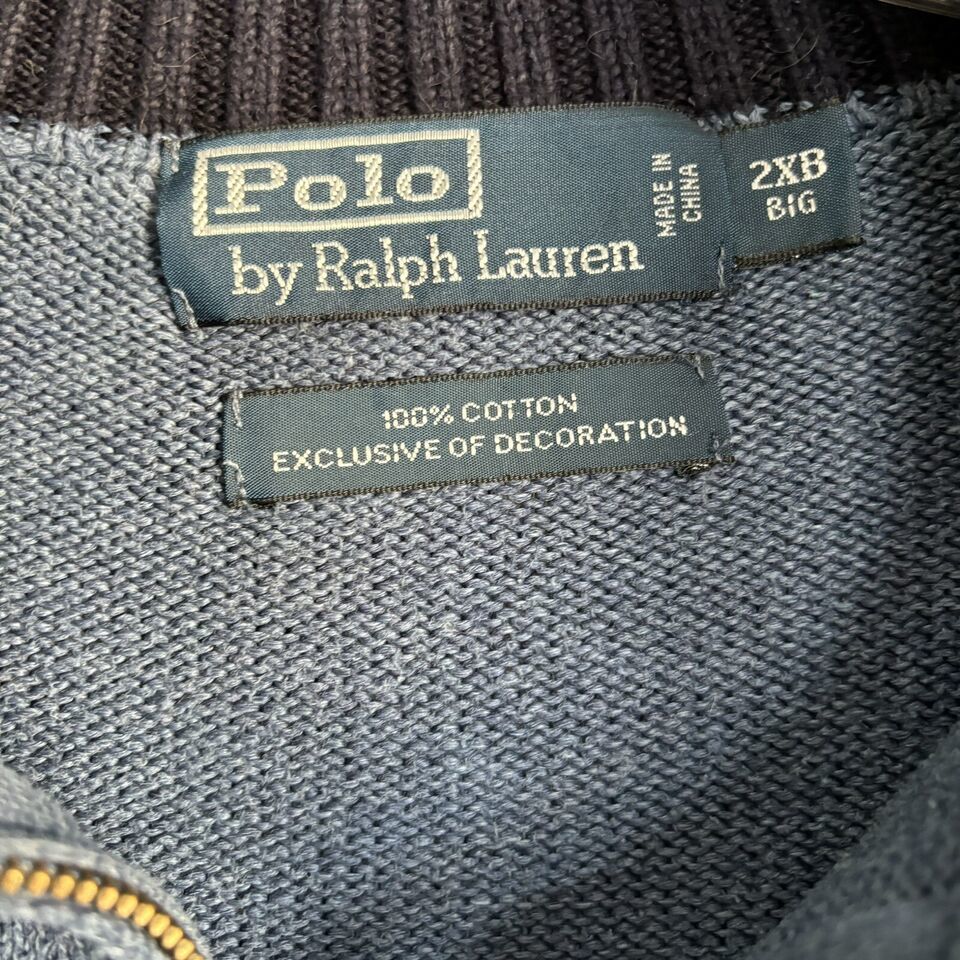 Polo
by Ralph Lauren
MADE IN
CHINA
2XB
BIG
100% COTTON
EXCLUSIVE OF DECORATION